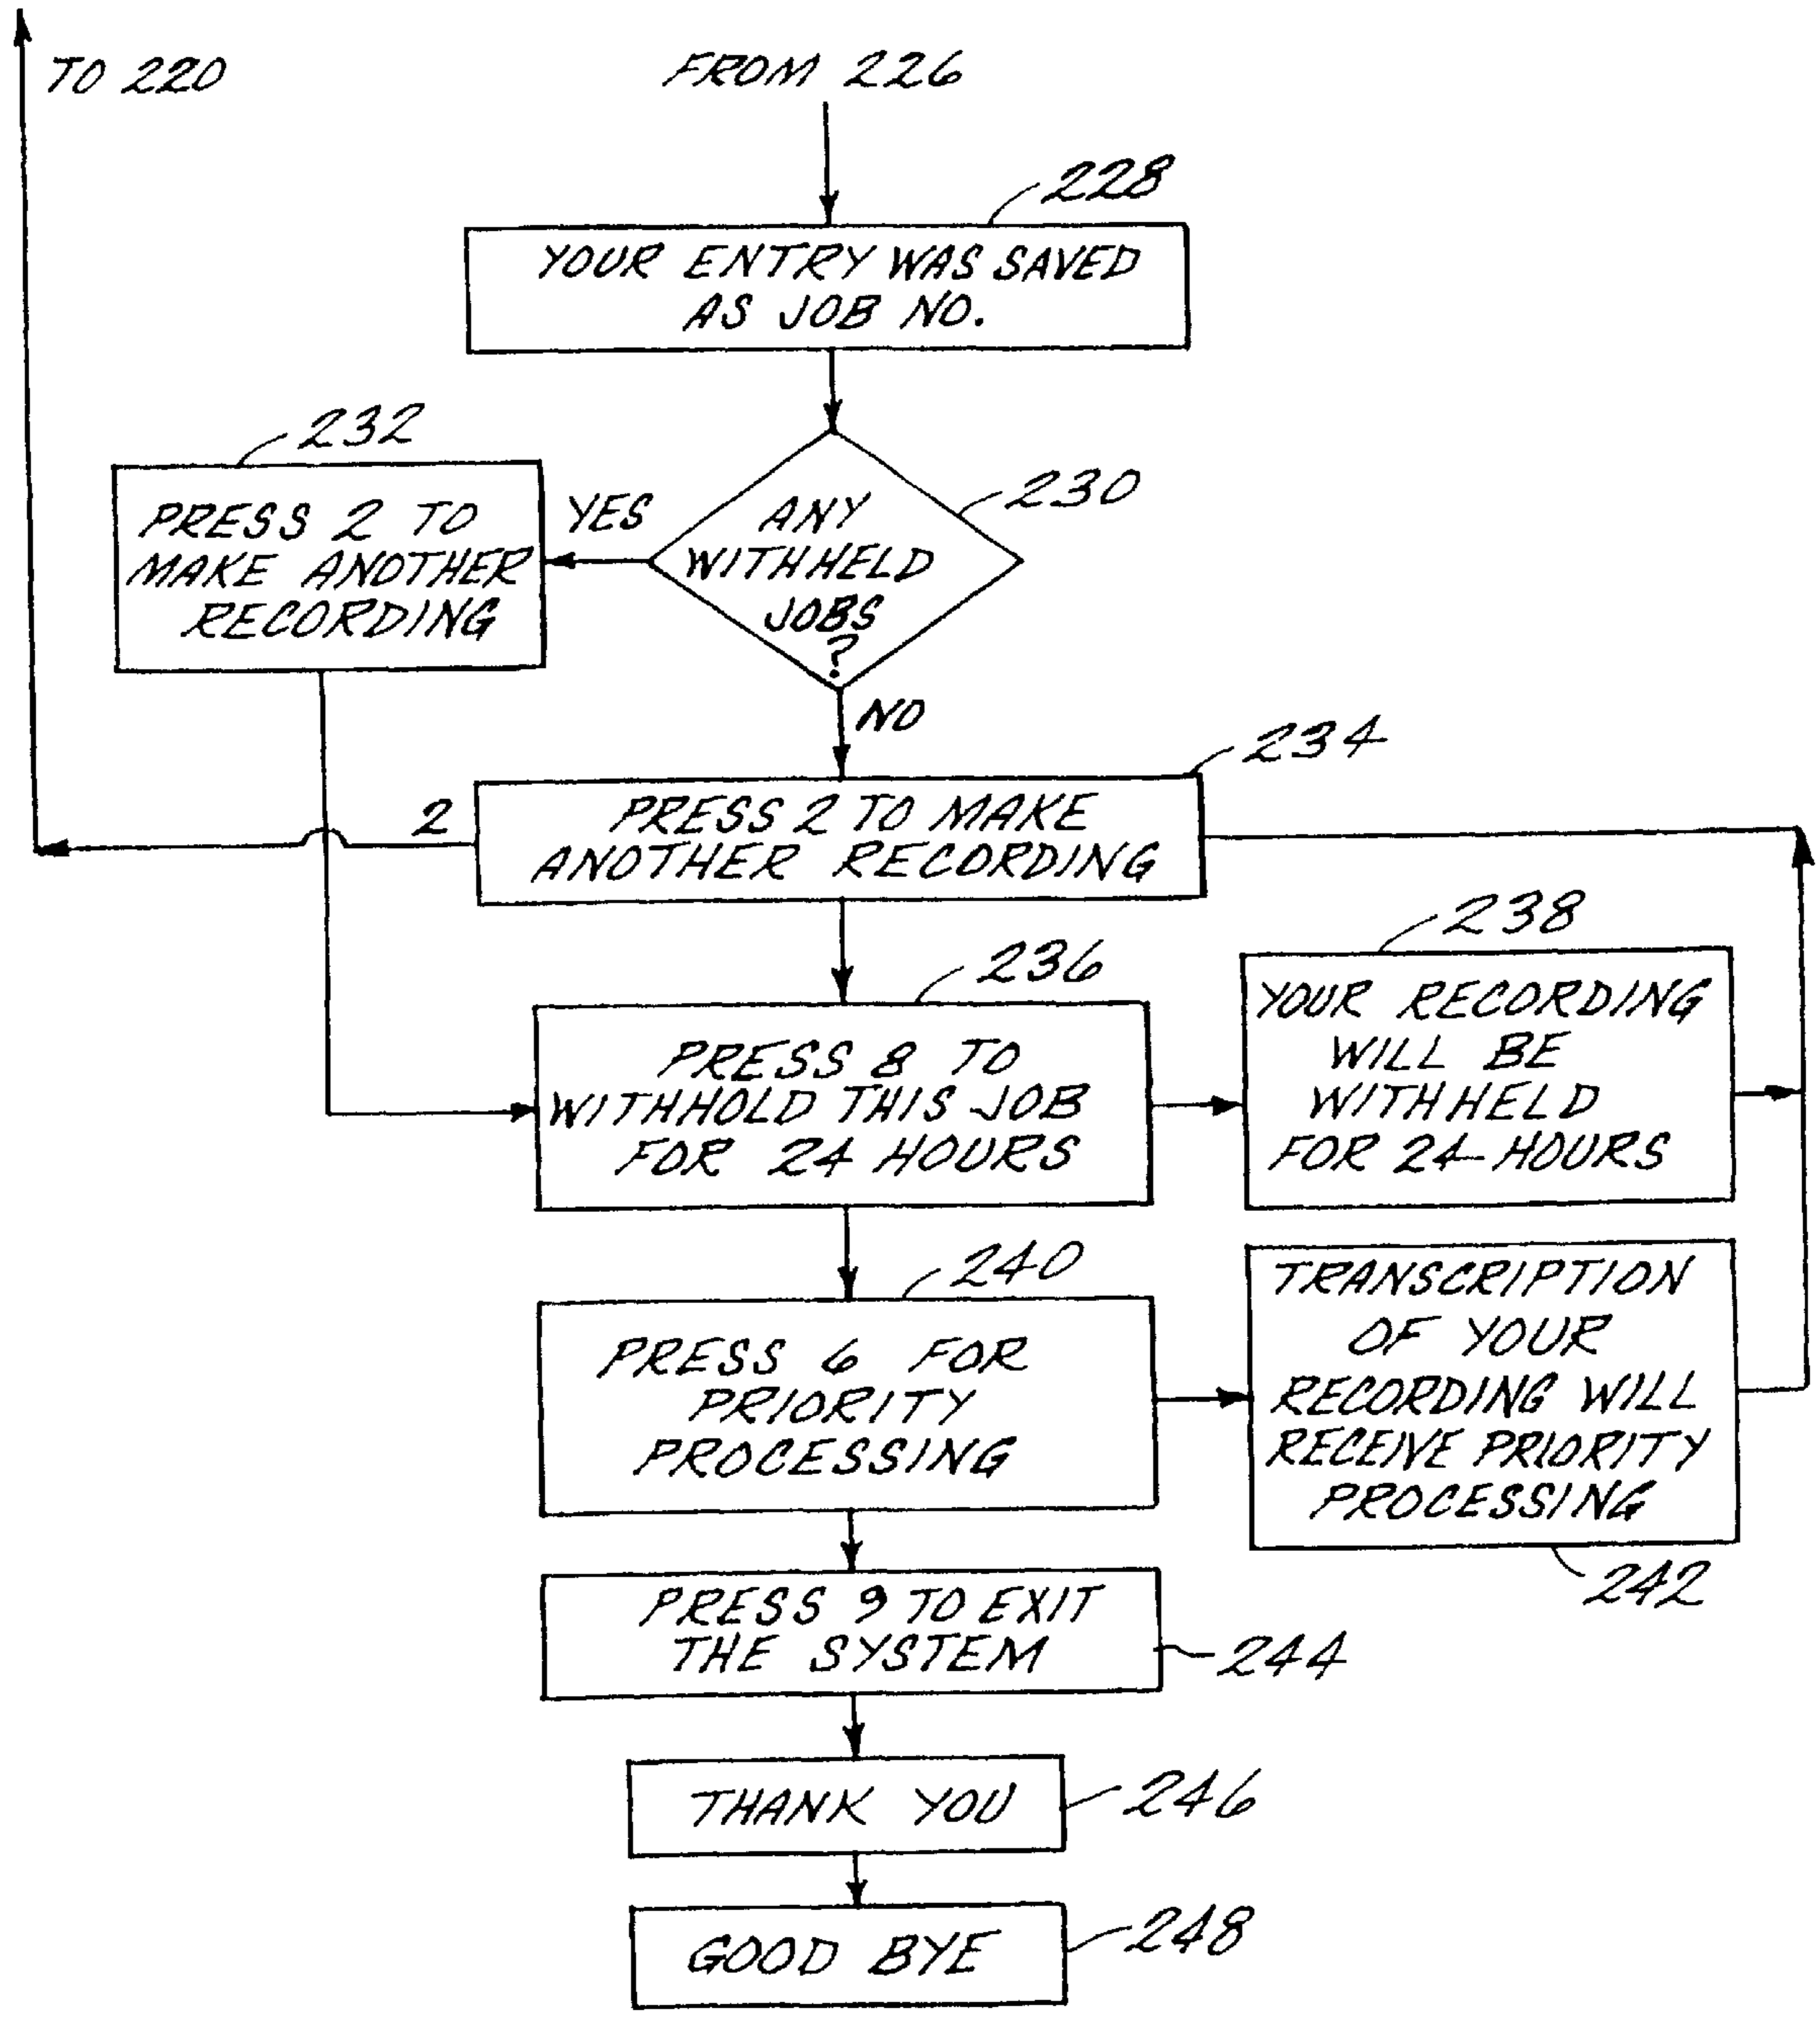 TO 220
FROM 226
228
YOUR ENTRY WAS SAVED
AS JOB NO.
232
PRESS 2 TO
MAKE ANOTHER
RECORDING
YES
230
ANY
WITHHELD
JOBS
?
NO
234
2
PRESS 2 TO MAKE
ANOTHER RECORDING
236
PRESS 8 TO
WITHHOLD THIS JOB
FOR 24 HOURS
238
YOUR RECORDING
WILL BE
WITHHELD
FOR 24 HOURS
240
PRESS 6 FOR
PRIORITY
PROCESSING
TRANSCRIPTION
OF YOUR
RECORDING WILL
RECEIVE PRIORITY
PROCESSING
242
PRESS 9 TO EXIT
THE SYSTEM
244
THANK YOU
246
GOOD BYE
248